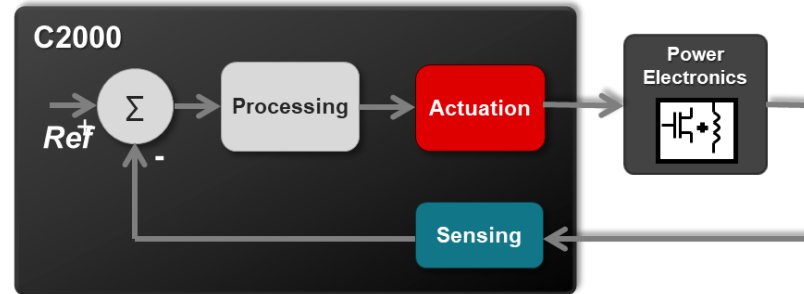 C2000
Power
Electronics
Σ
Processing
Actuation
+
Ref
-
Sensing